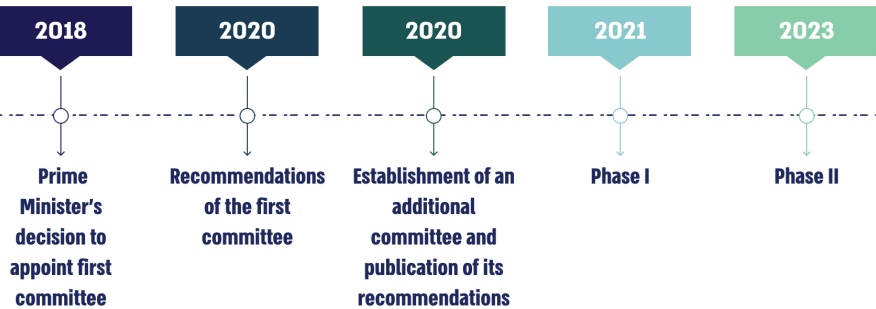 2018
2020
2020
2021
2023
Prime
Minister's
decision to
appoint first
committee
Recommendations
of the first
committee
Establishment of an
additional
committee and
publication of its
recommendations
Phase I
Phase II